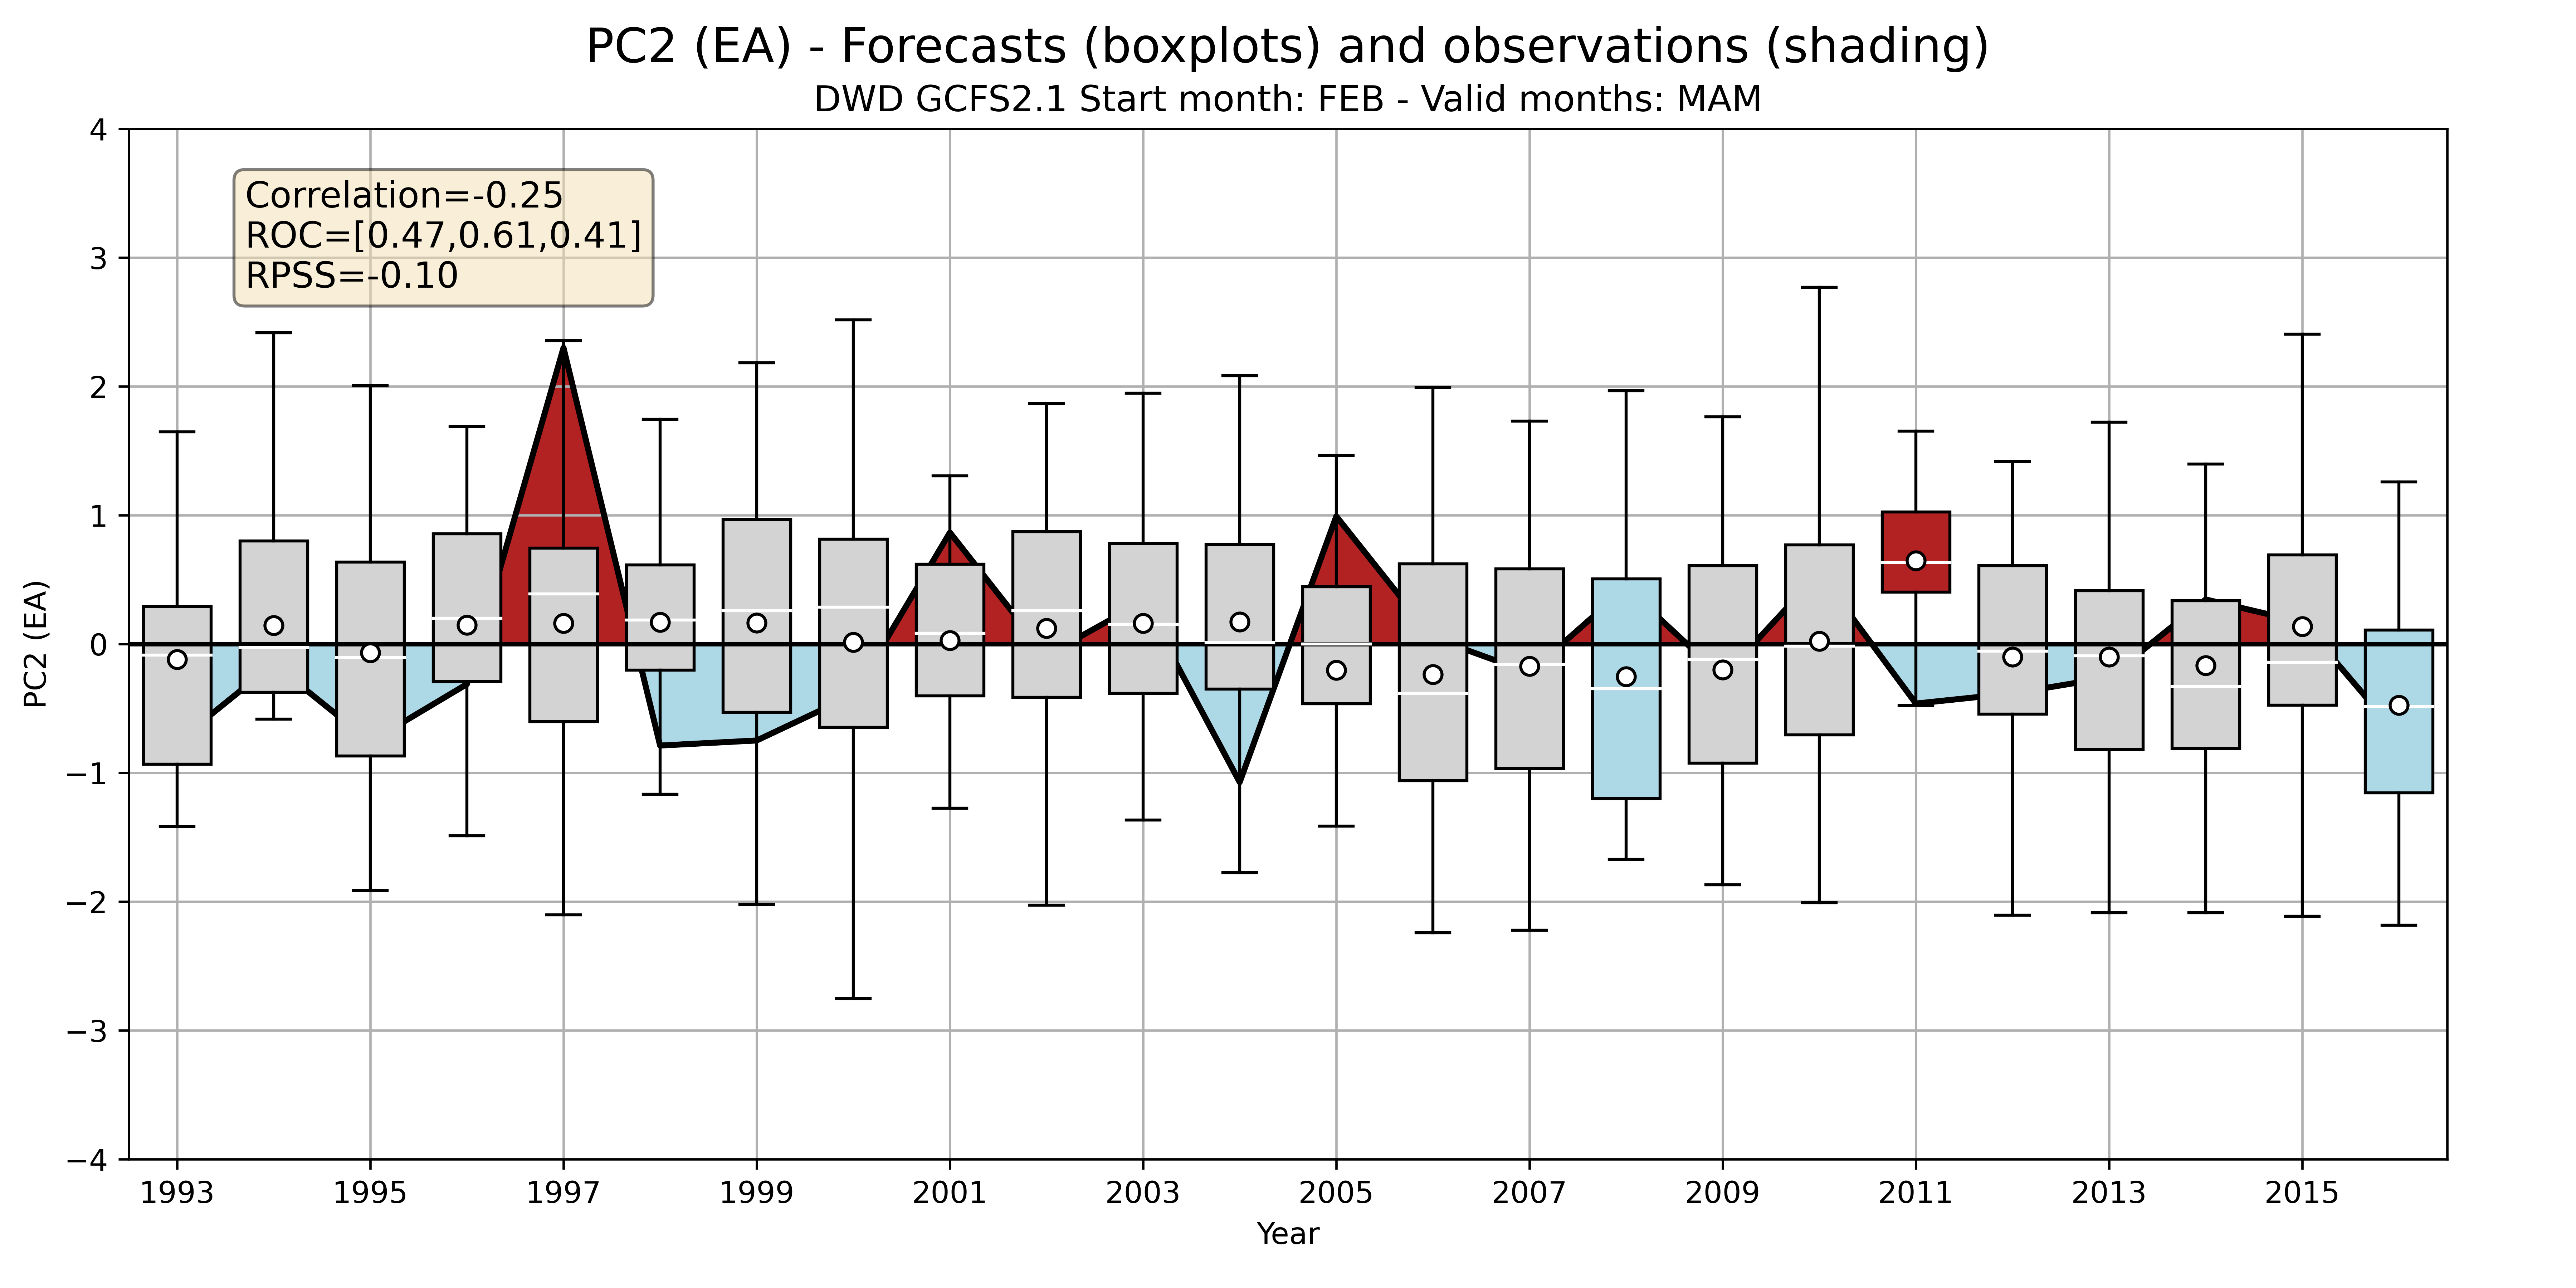 PC2 (EA) - Forecasts (boxplots) and observations (shading)
DWD GCFS2.1 Start month: FEB - Valid months: MAM
Correlation=-0.25
ROC=[0.47,0.61,0.41]
RPSS=-0.10
PC2 (EA)
4
3
2
1
0
−1
−2
−3
−4
1993 1995 1997 1999 2001 2003 2005 2007 2009 2011 2013 2015
Year